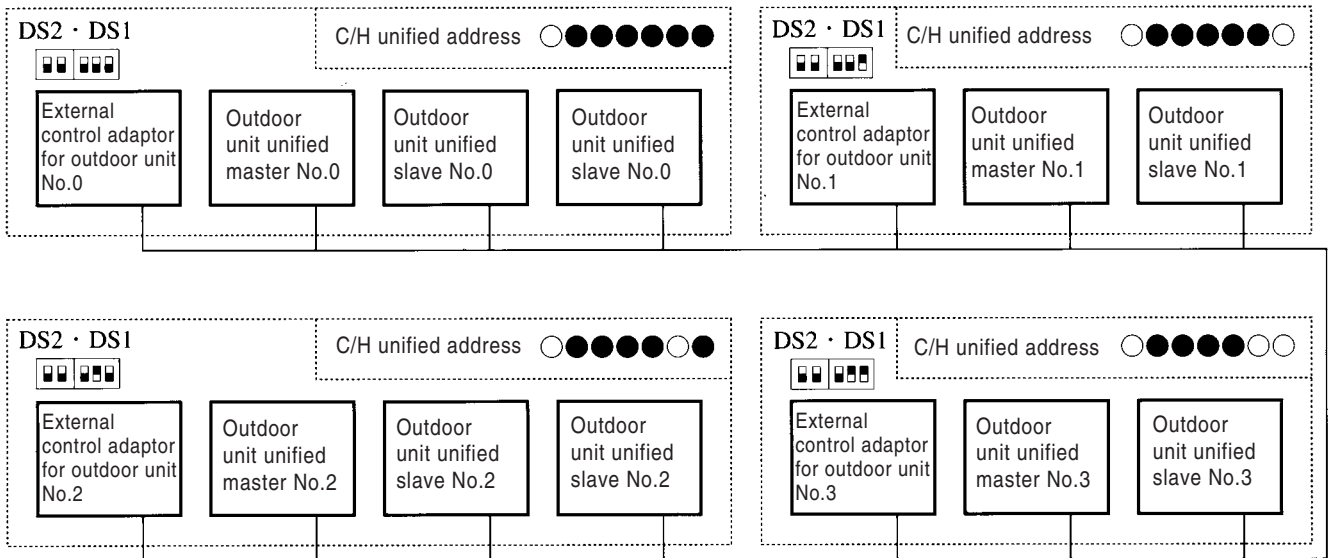 DS2 · DS1
C/H unified address
External
control adaptor
for outdoor unit
No.0
Outdoor
unit unified
master No.0
Outdoor
unit unified
slave No.0
Outdoor
unit unified
slave No.0
DS2 · DS1
C/H unified address
External
control adaptor
for outdoor unit
No.1
Outdoor
unit unified
master No.1
Outdoor
unit unified
slave No.1
DS2 · DS1
C/H unified address
External
control adaptor
for outdoor unit
No.2
Outdoor
unit unified
master No.2
Outdoor
unit unified
slave No.2
Outdoor
unit unified
slave No.2
DS2 · DS1
C/H unified address
External
control adaptor
for outdoor unit
No.3
Outdoor
unit unified
master No.3
Outdoor
unit unified
slave No.3